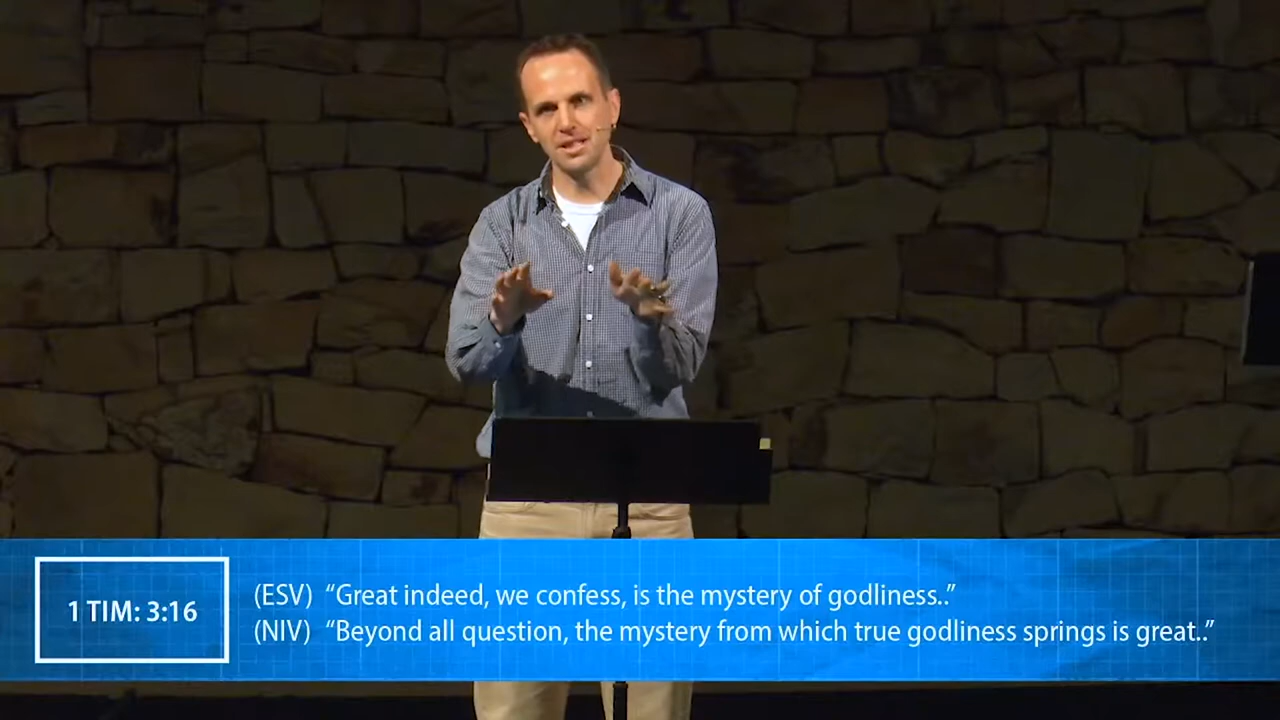 1 TIM: 3:16
(ESV) “Great indeed, we confess, is the mystery of godliness..”
(NIV) “Beyond all question, the mystery from which true godliness springs is great..”